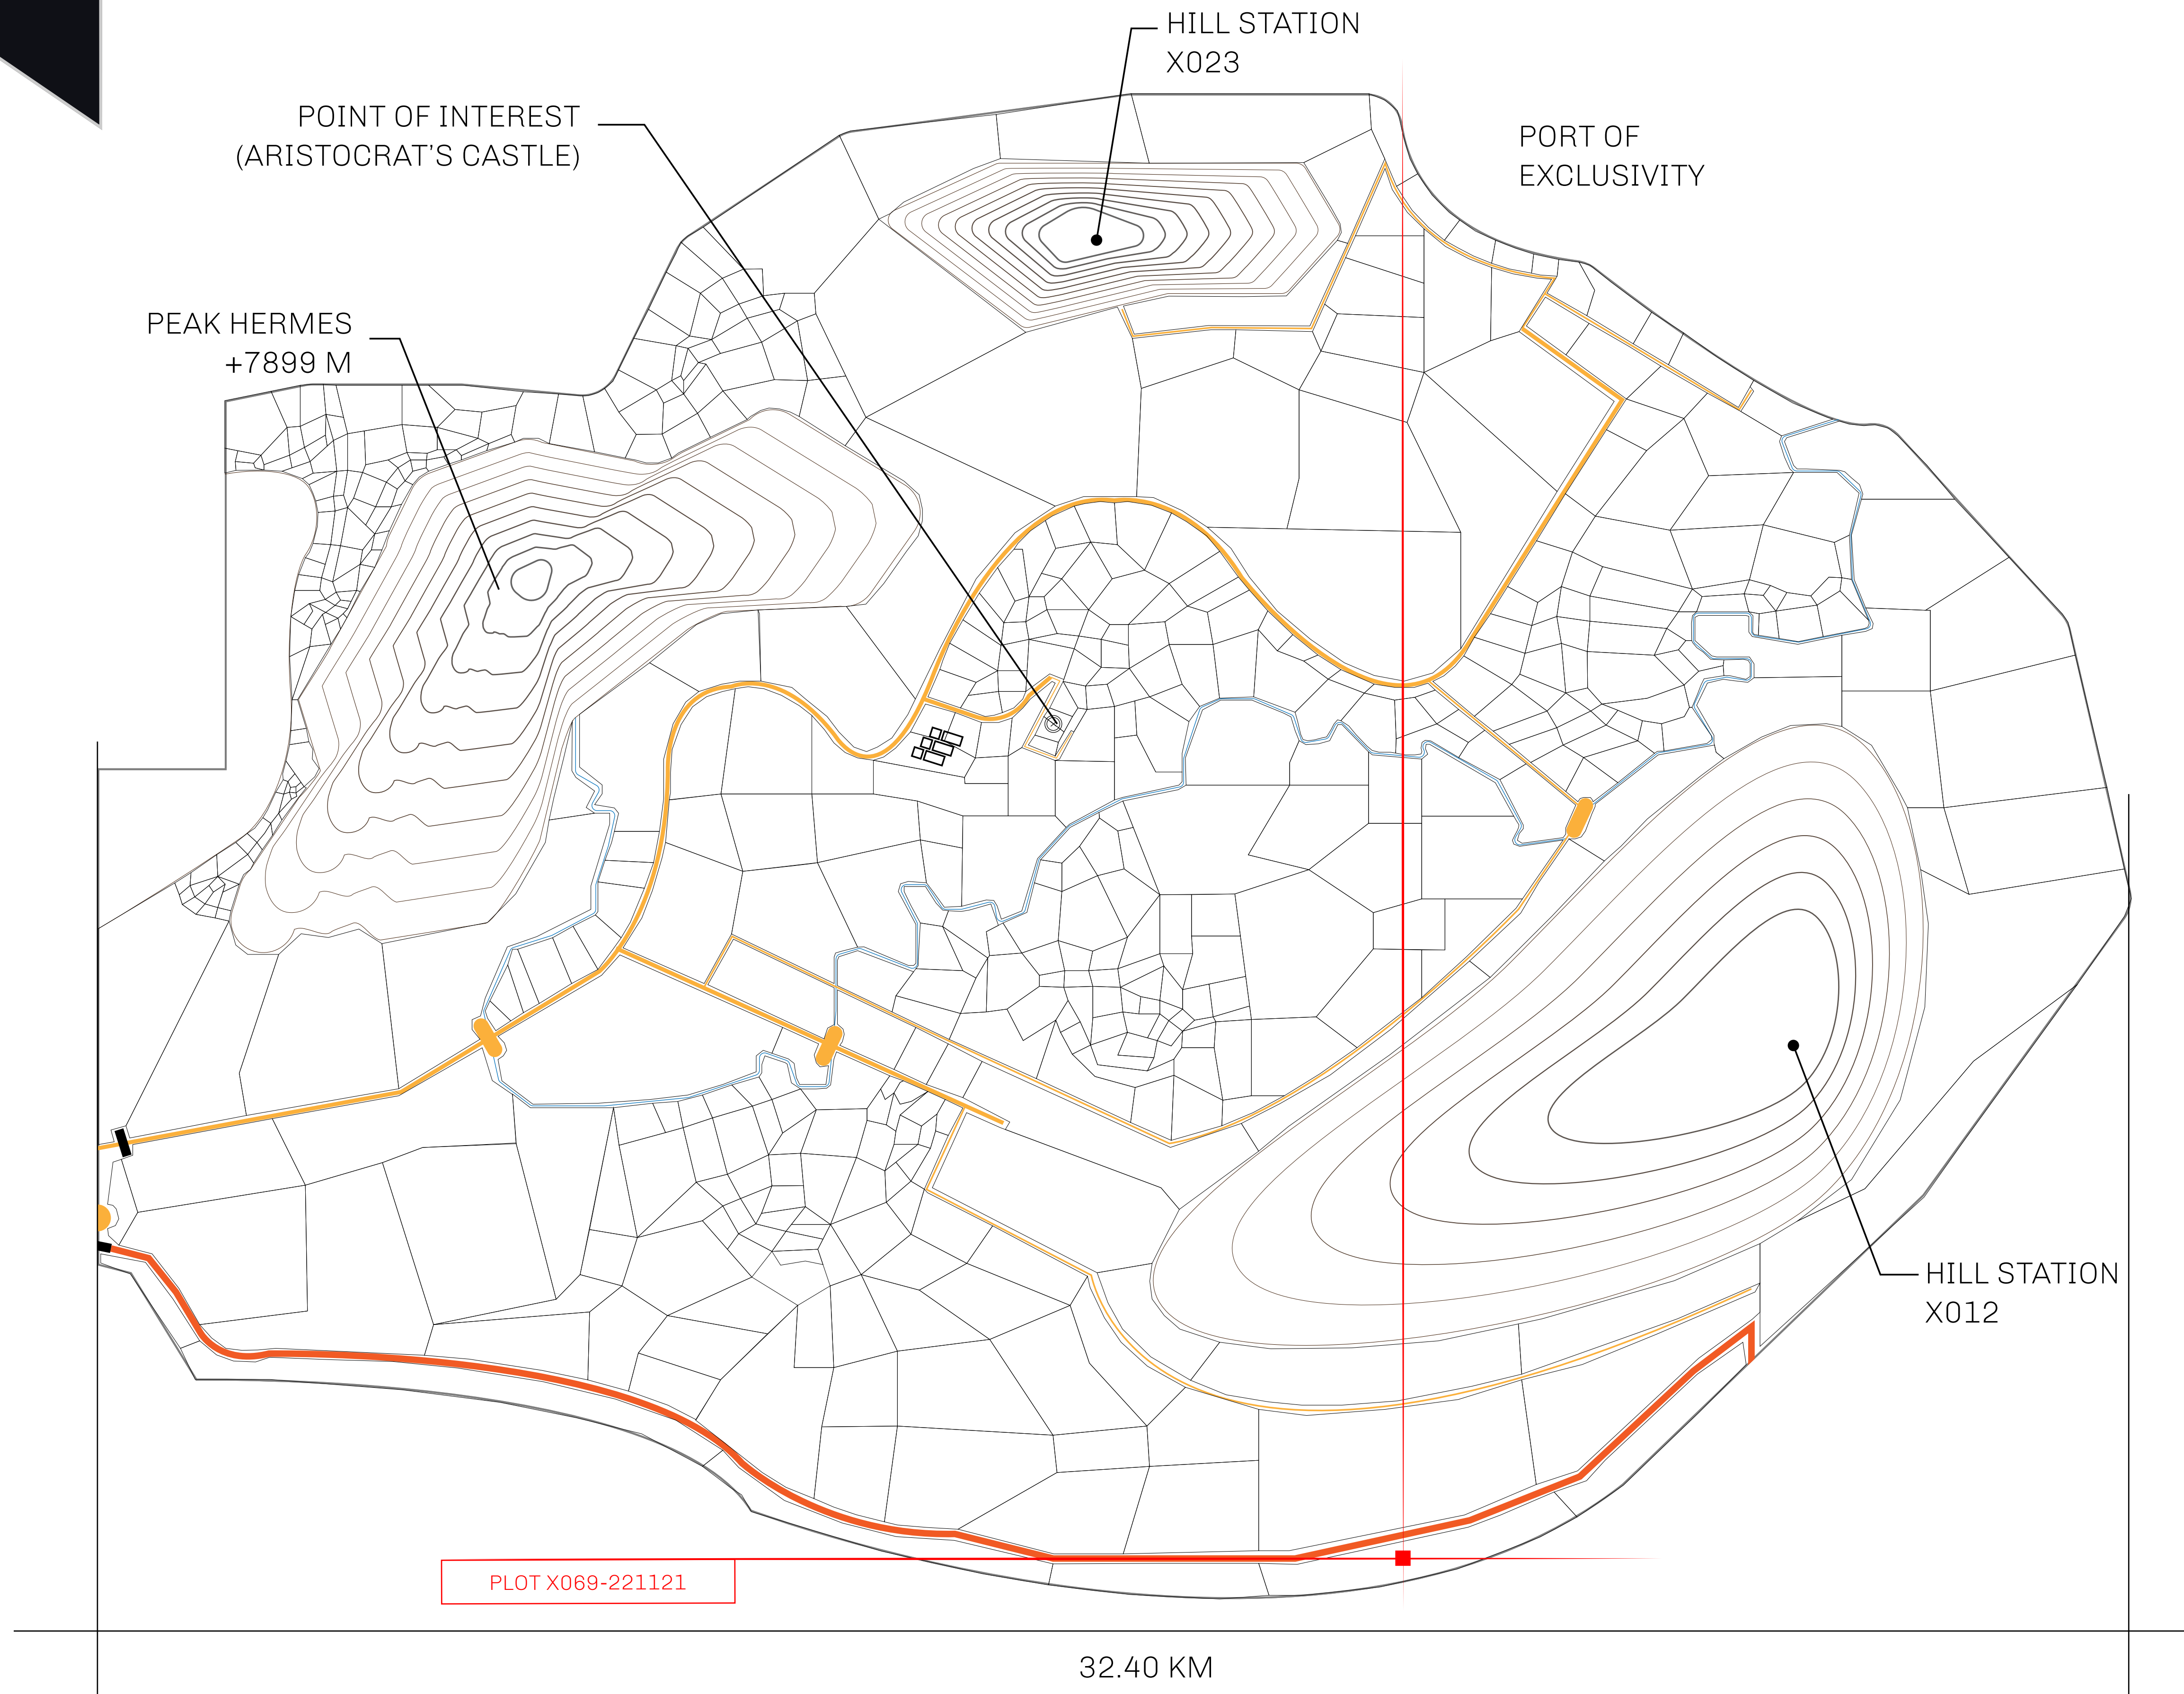 HILL STATION
X023
POINT OF INTEREST
(ARISTOCRAT'S CASTLE)
PORT OF
EXCLUSIVITY
PEAK HERMES
+7899 M
HILL STATION
X012
PLOT X069-221121
32.40 KM